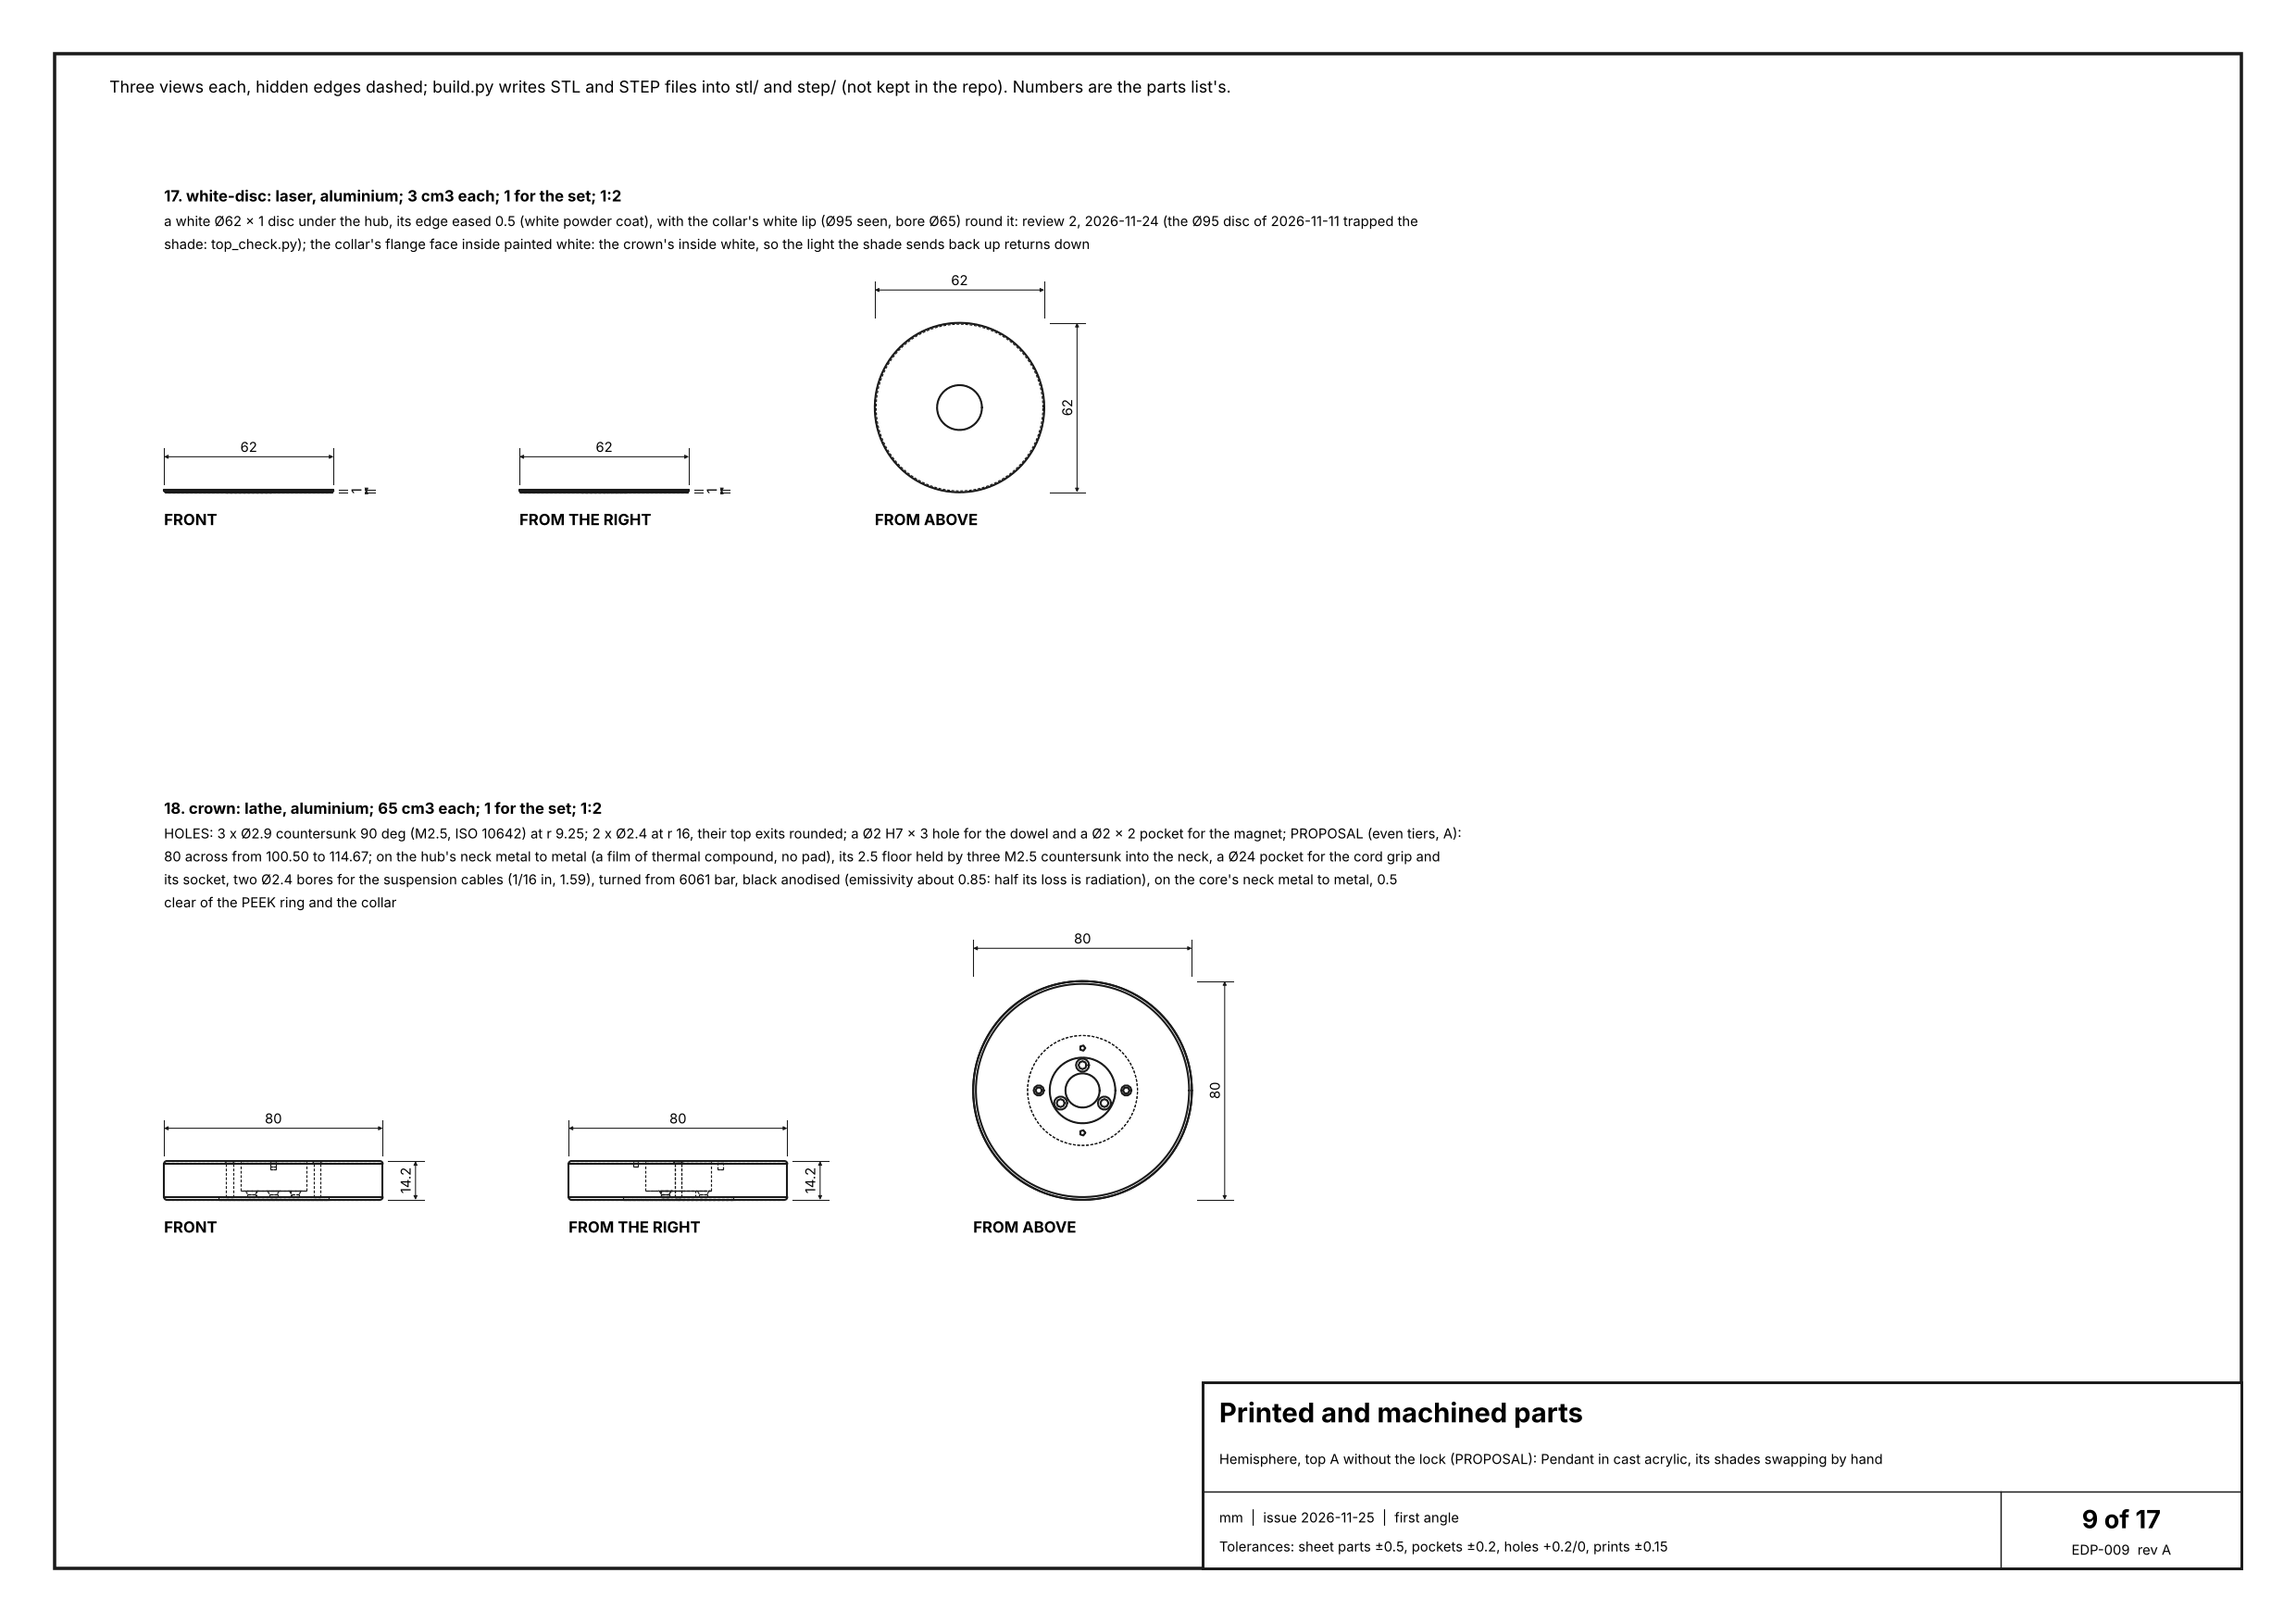 Three views each, hidden edges dashed; build.py writes STL and STEP files into stl/ and step/ (not kept in the repo). Numbers are the parts list's.
17. white-disc: laser, aluminium; 3 cm3 each; 1 for the set; 1:2
a white Ø62 × 1 disc under the hub, its edge eased 0.5 (white powder coat), with the collar's white lip (Ø95 seen, bore Ø65) round it: review 2, 2026-11-24 (the Ø95 disc of 2026-11-11 trapped the
shade: top_check.py); the collar's flange face inside painted white: the crown's inside white, so the light the shade sends back up returns down
62
62
62
62
1
1
FRONT
FROM THE RIGHT
FROM ABOVE
18. crown: lathe, aluminium; 65 cm3 each; 1 for the set; 1:2
HOLES: 3 x Ø2.9 countersunk 90 deg (M2.5, ISO 10642) at r 9.25; 2 x Ø2.4 at r 16, their top exits rounded; a Ø2 H7 × 3 hole for the dowel and a Ø2 × 2 pocket for the magnet; PROPOSAL (even tiers, A):
80 across from 100.50 to 114.67; on the hub's neck metal to metal (a film of thermal compound, no pad), its 2.5 floor held by three M2.5 countersunk into the neck, a Ø24 pocket for the cord grip and
its socket, two Ø2.4 bores for the suspension cables (1/16 in, 1.59), turned from 6061 bar, black anodised (emissivity about 0.85: half its loss is radiation), on the core's neck metal to metal, 0.5
clear of the PEEK ring and the collar
80
80
80
80
14.2
14.2
FRONT
FROM THE RIGHT
FROM ABOVE
Printed and machined parts
Hemisphere, top A without the lock (PROPOSAL): Pendant in cast acrylic, its shades swapping by hand
mm | issue 2026-11-25 | first angle
Tolerances: sheet parts ±0.5, pockets ±0.2, holes +0.2/0, prints ±0.15
9 of 17
EDP-009 rev A